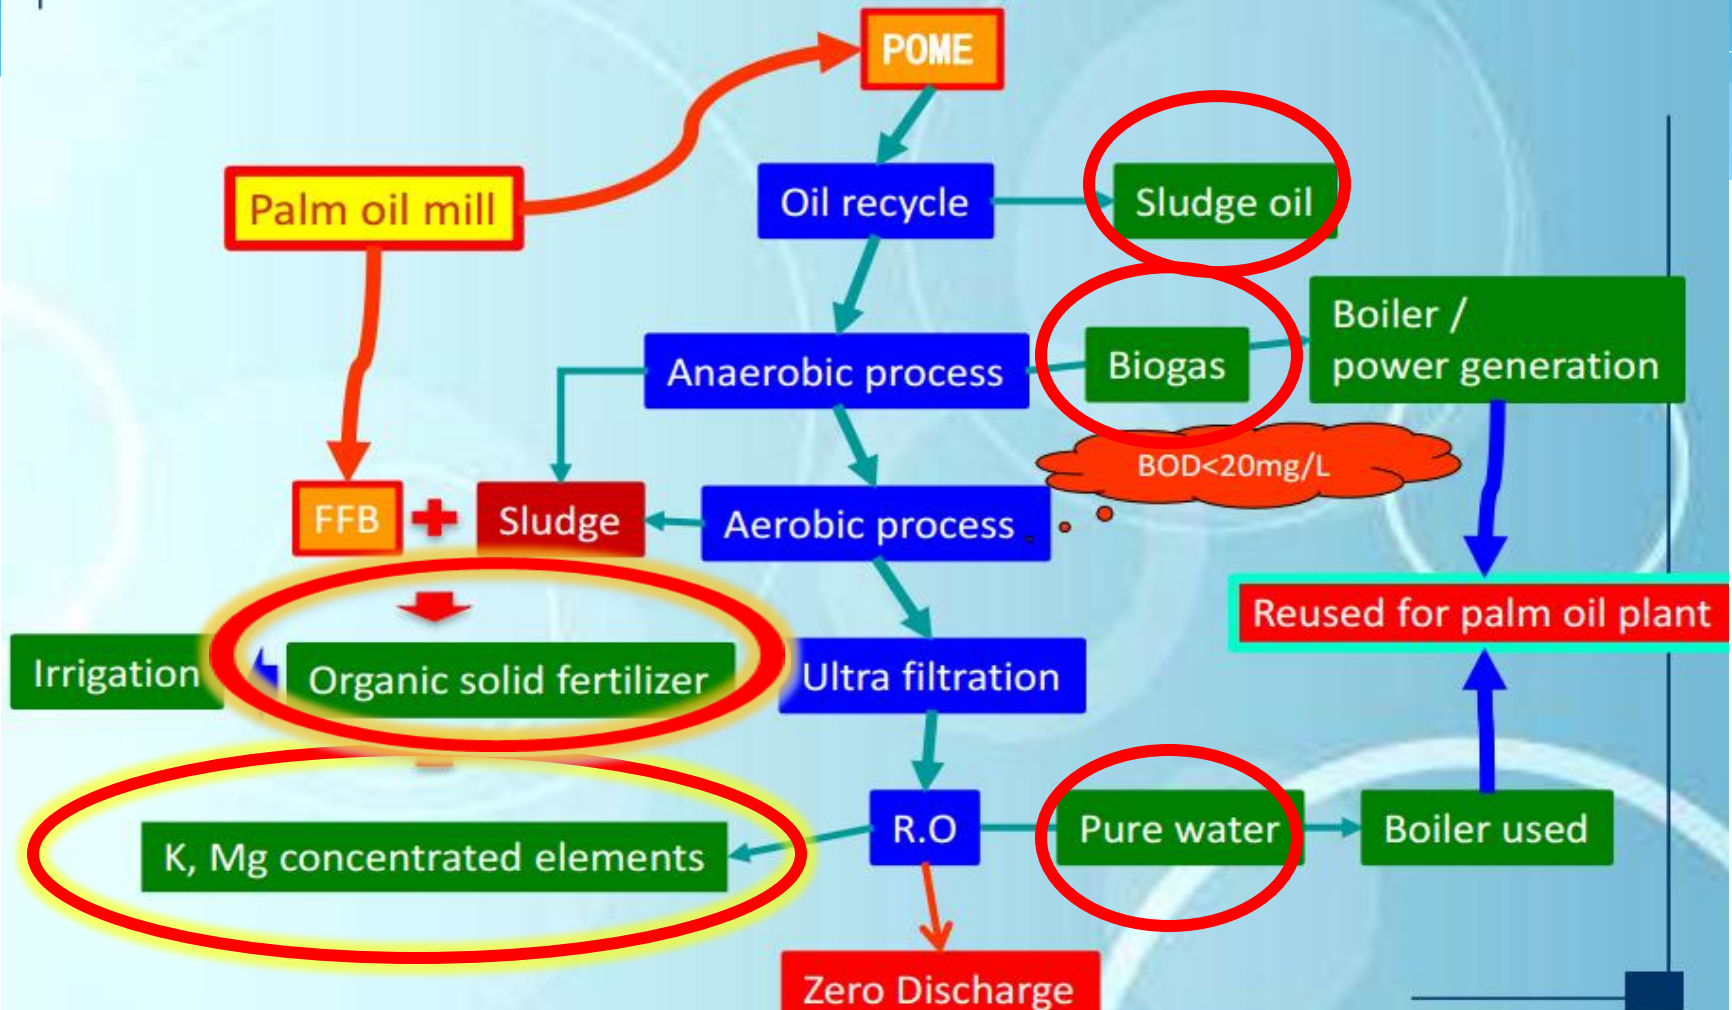 POME
Palm oil mill
Oil recycle
Sludge oil
Anaerobic process
Biogas
Boiler /
power generation
BOD<20mg/L
FFB
Sludge
Aerobic process
Reused for palm oil plant
Irrigation
Organic solid fertilizer
Ultra filtration
K, Mg concentrated elements
R.O
Pure water
Boiler used
Zero Discharge